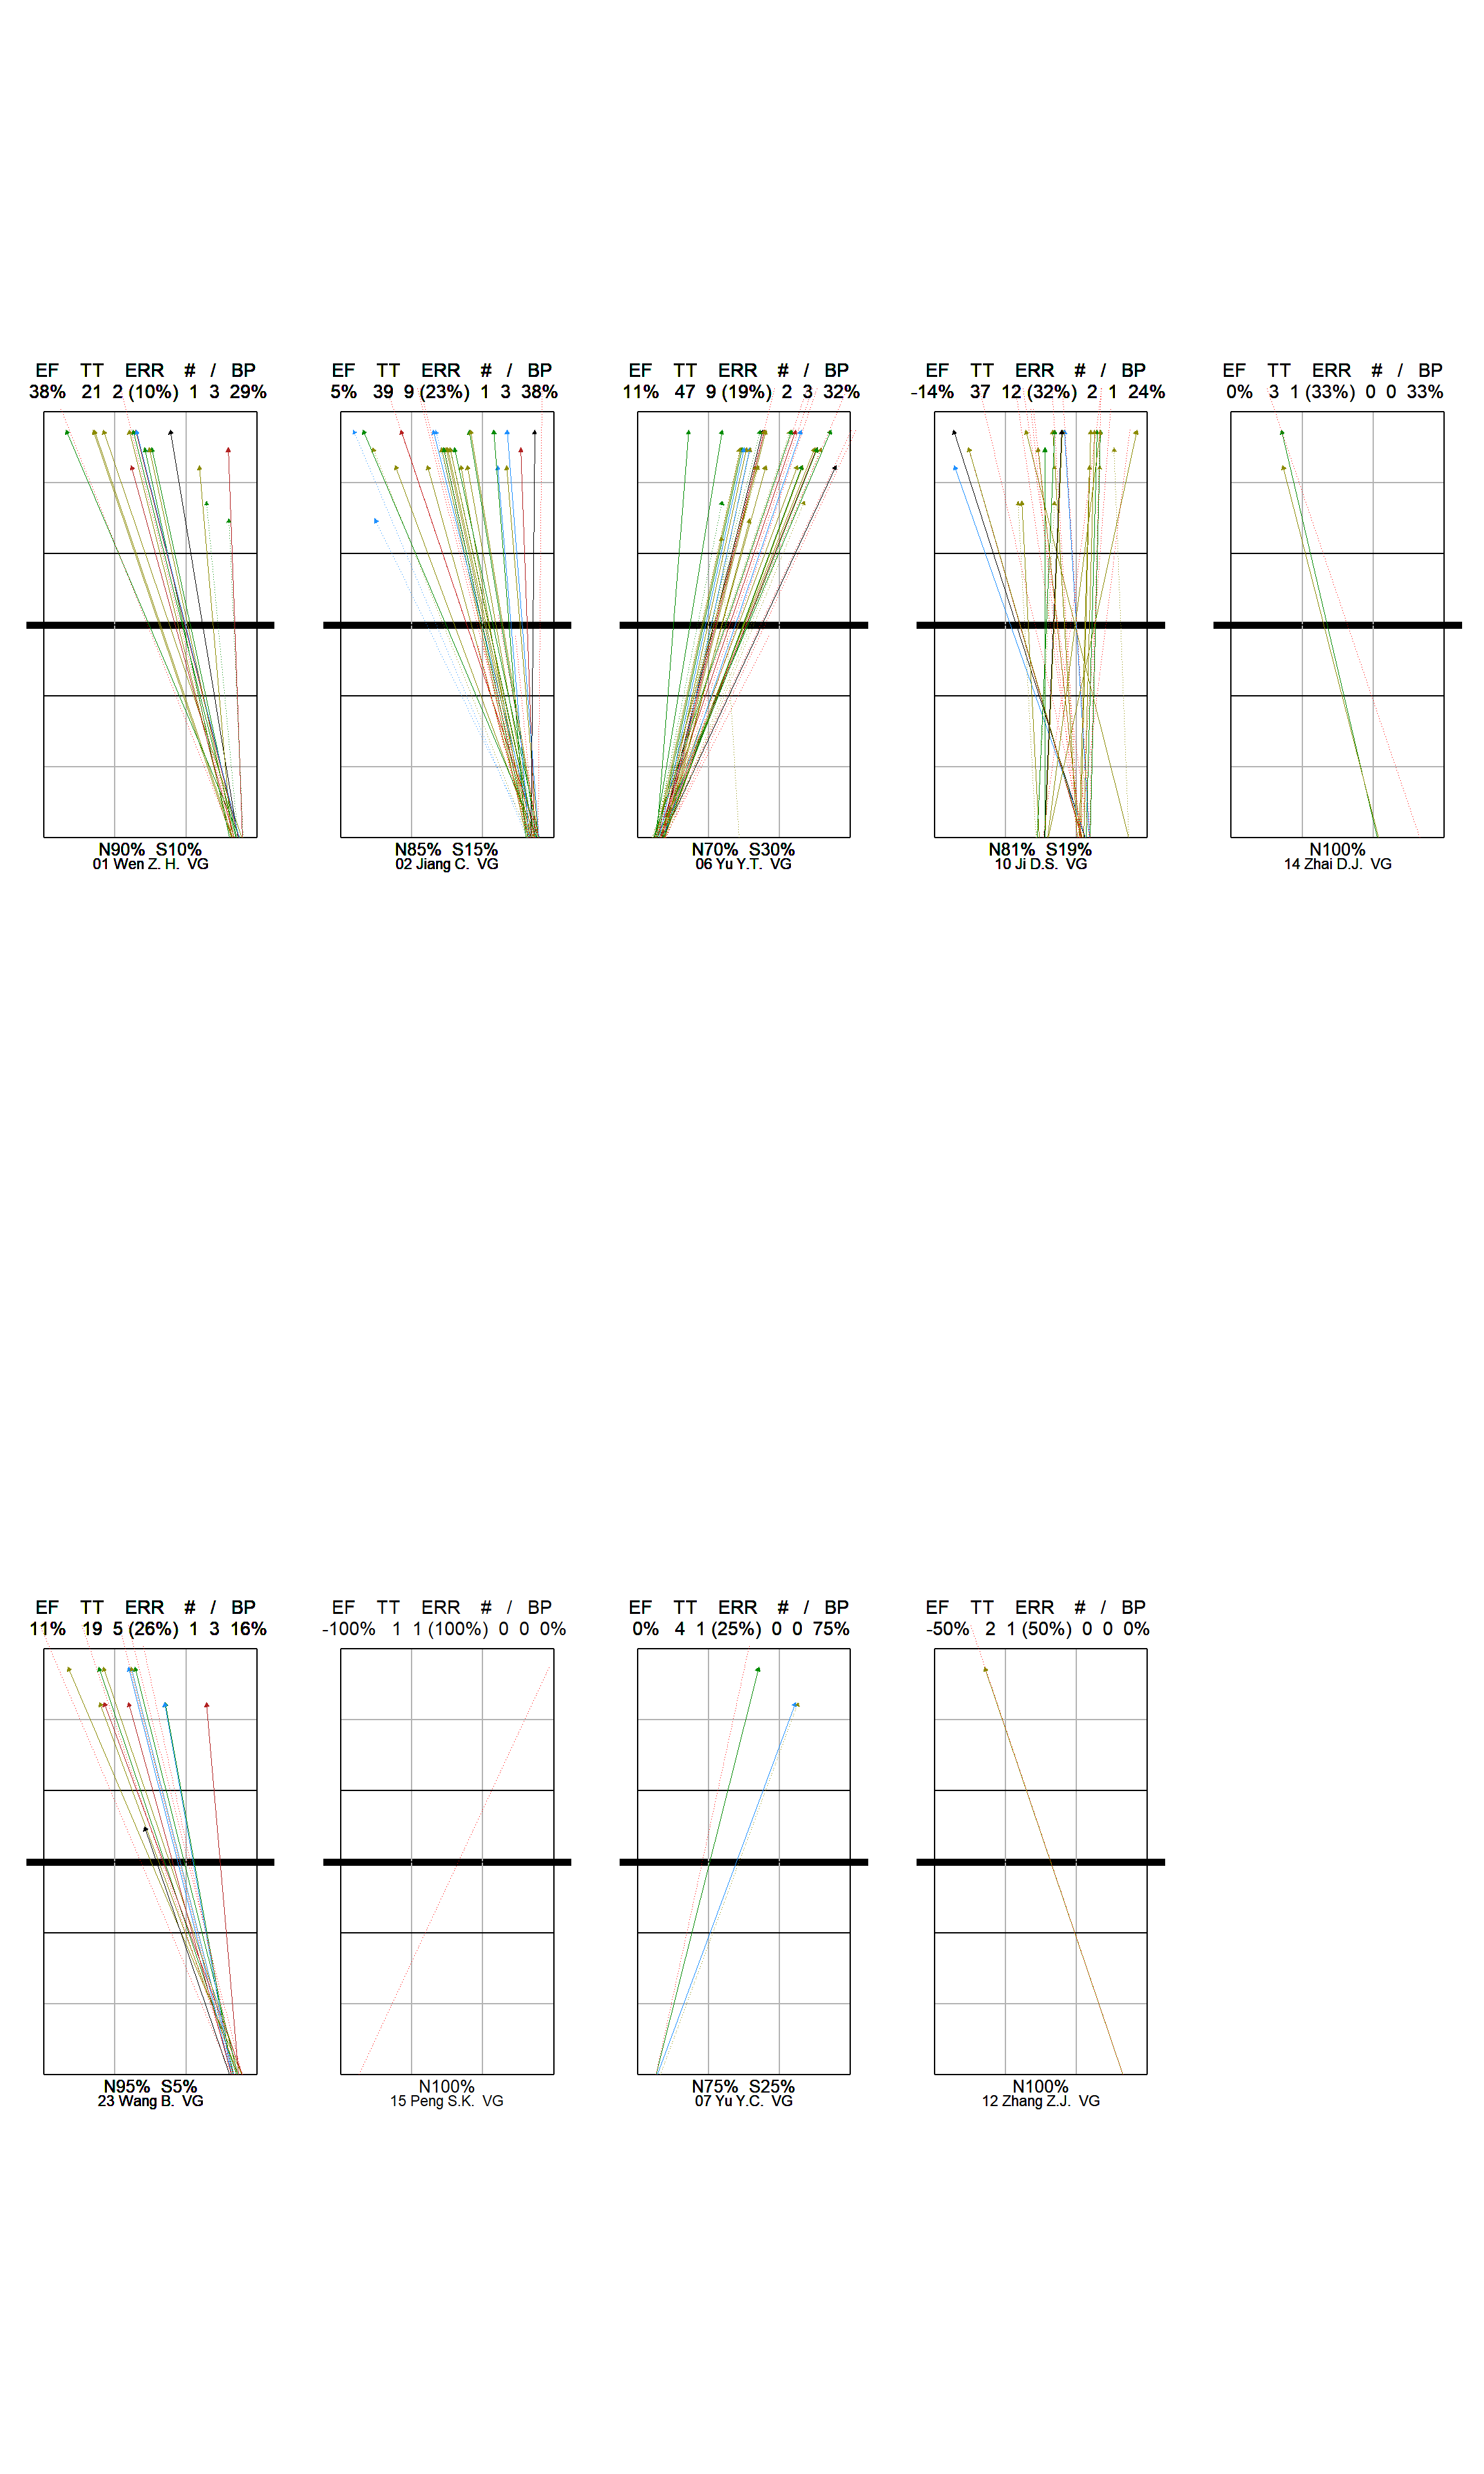 EF TT ERR # / BP
38% 21 2 (10%) 1 3 29%
N90% S10%
01 Wen Z. H. VG
EF TT ERR # / BP
5% 39 9 (23%) 1 3 38%
N85% S15%
02 Jiang C. VG
EF TT ERR # / BP
11% 47 9 (19%) 2 3 32%
N70% S30%
06 Yu Y.T. VG
EF TT ERR # / BP
-14% 37 12 (32%) 2 1 24%
N81% S19%
10 Ji D.S. VG
EF TT ERR # / BP
0% 3 1 (33%) 0 0 33%
N100%
14 Zhai D.J. VG
EF TT ERR # / BP
11% 19 5 (26%) 1 3 16%
N95% S5%
23 Wang B. VG
EF TT ERR # / BP
-100% 1 1 (100%) 0 0 0%
N100%
15 Peng S.K. VG
EF TT ERR # / BP
0% 4 1 (25%) 0 0 75%
N75% S25%
07 Yu Y.C. VG
EF TT ERR # / BP
-50% 2 1 (50%) 0 0 0%
N100%
12 Zhang Z.J. VG